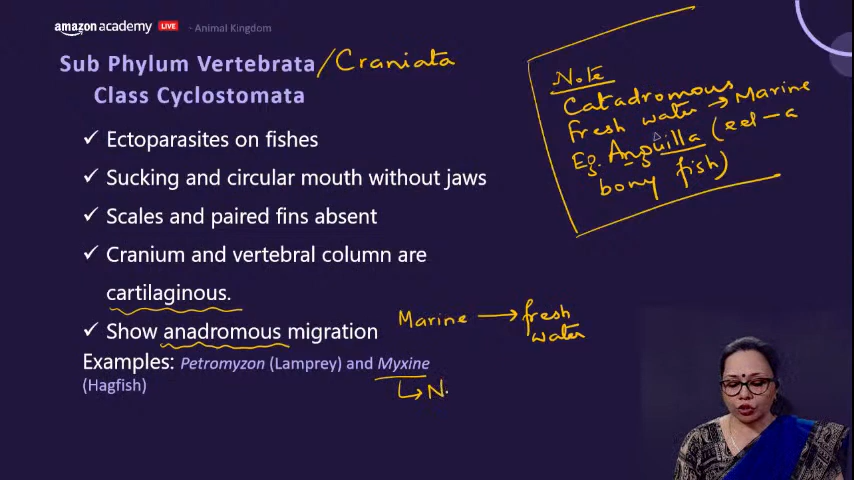 amazon academy LIVE - Animal Kingdom
Sub Phylum Vertebrata /Craniata
Class Cyclostomata
✓ Ectoparasites on fishes
✓ Sucking and circular mouth without jaws
✓ Scales and paired fins absent
✓ Cranium and vertebral column are
cartilaginous.
✓ Show anadromous migration
Marine → fresh
water
Examples: Petromyzon (Lamprey) and Myxine
(Hagfish)
↳ N.
Note
Catadromous
Fresh water → Marine
Eg. Anguilla (eel - a
bony fish)